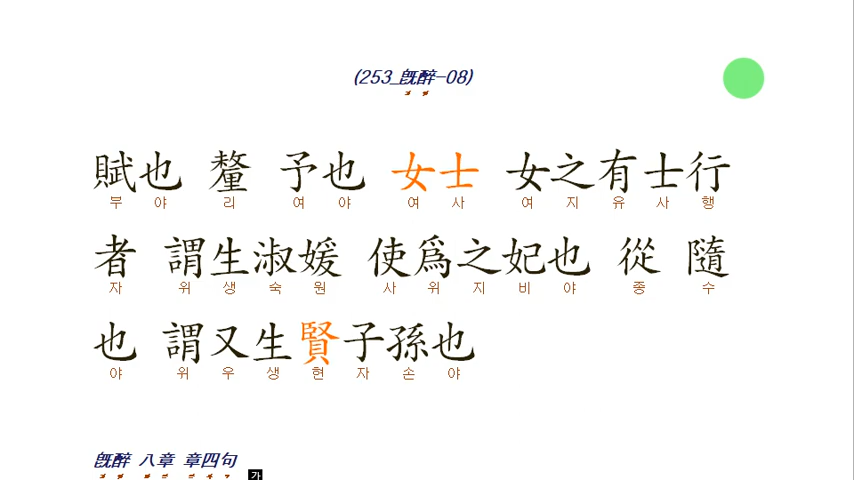 (253_旣醉-08)
賦也 釐 予也 女士 女之有士行
부 야 리 여 야 여 사 여 지 유 사 행
者 謂生淑媛 使爲之妃也 從 隨
자 위 생 숙 원 사 위 지 비 야 종 수
也 謂又生賢子孫也
야 위 우 생 현 자 손 야
旣醉 八章 章四句
가